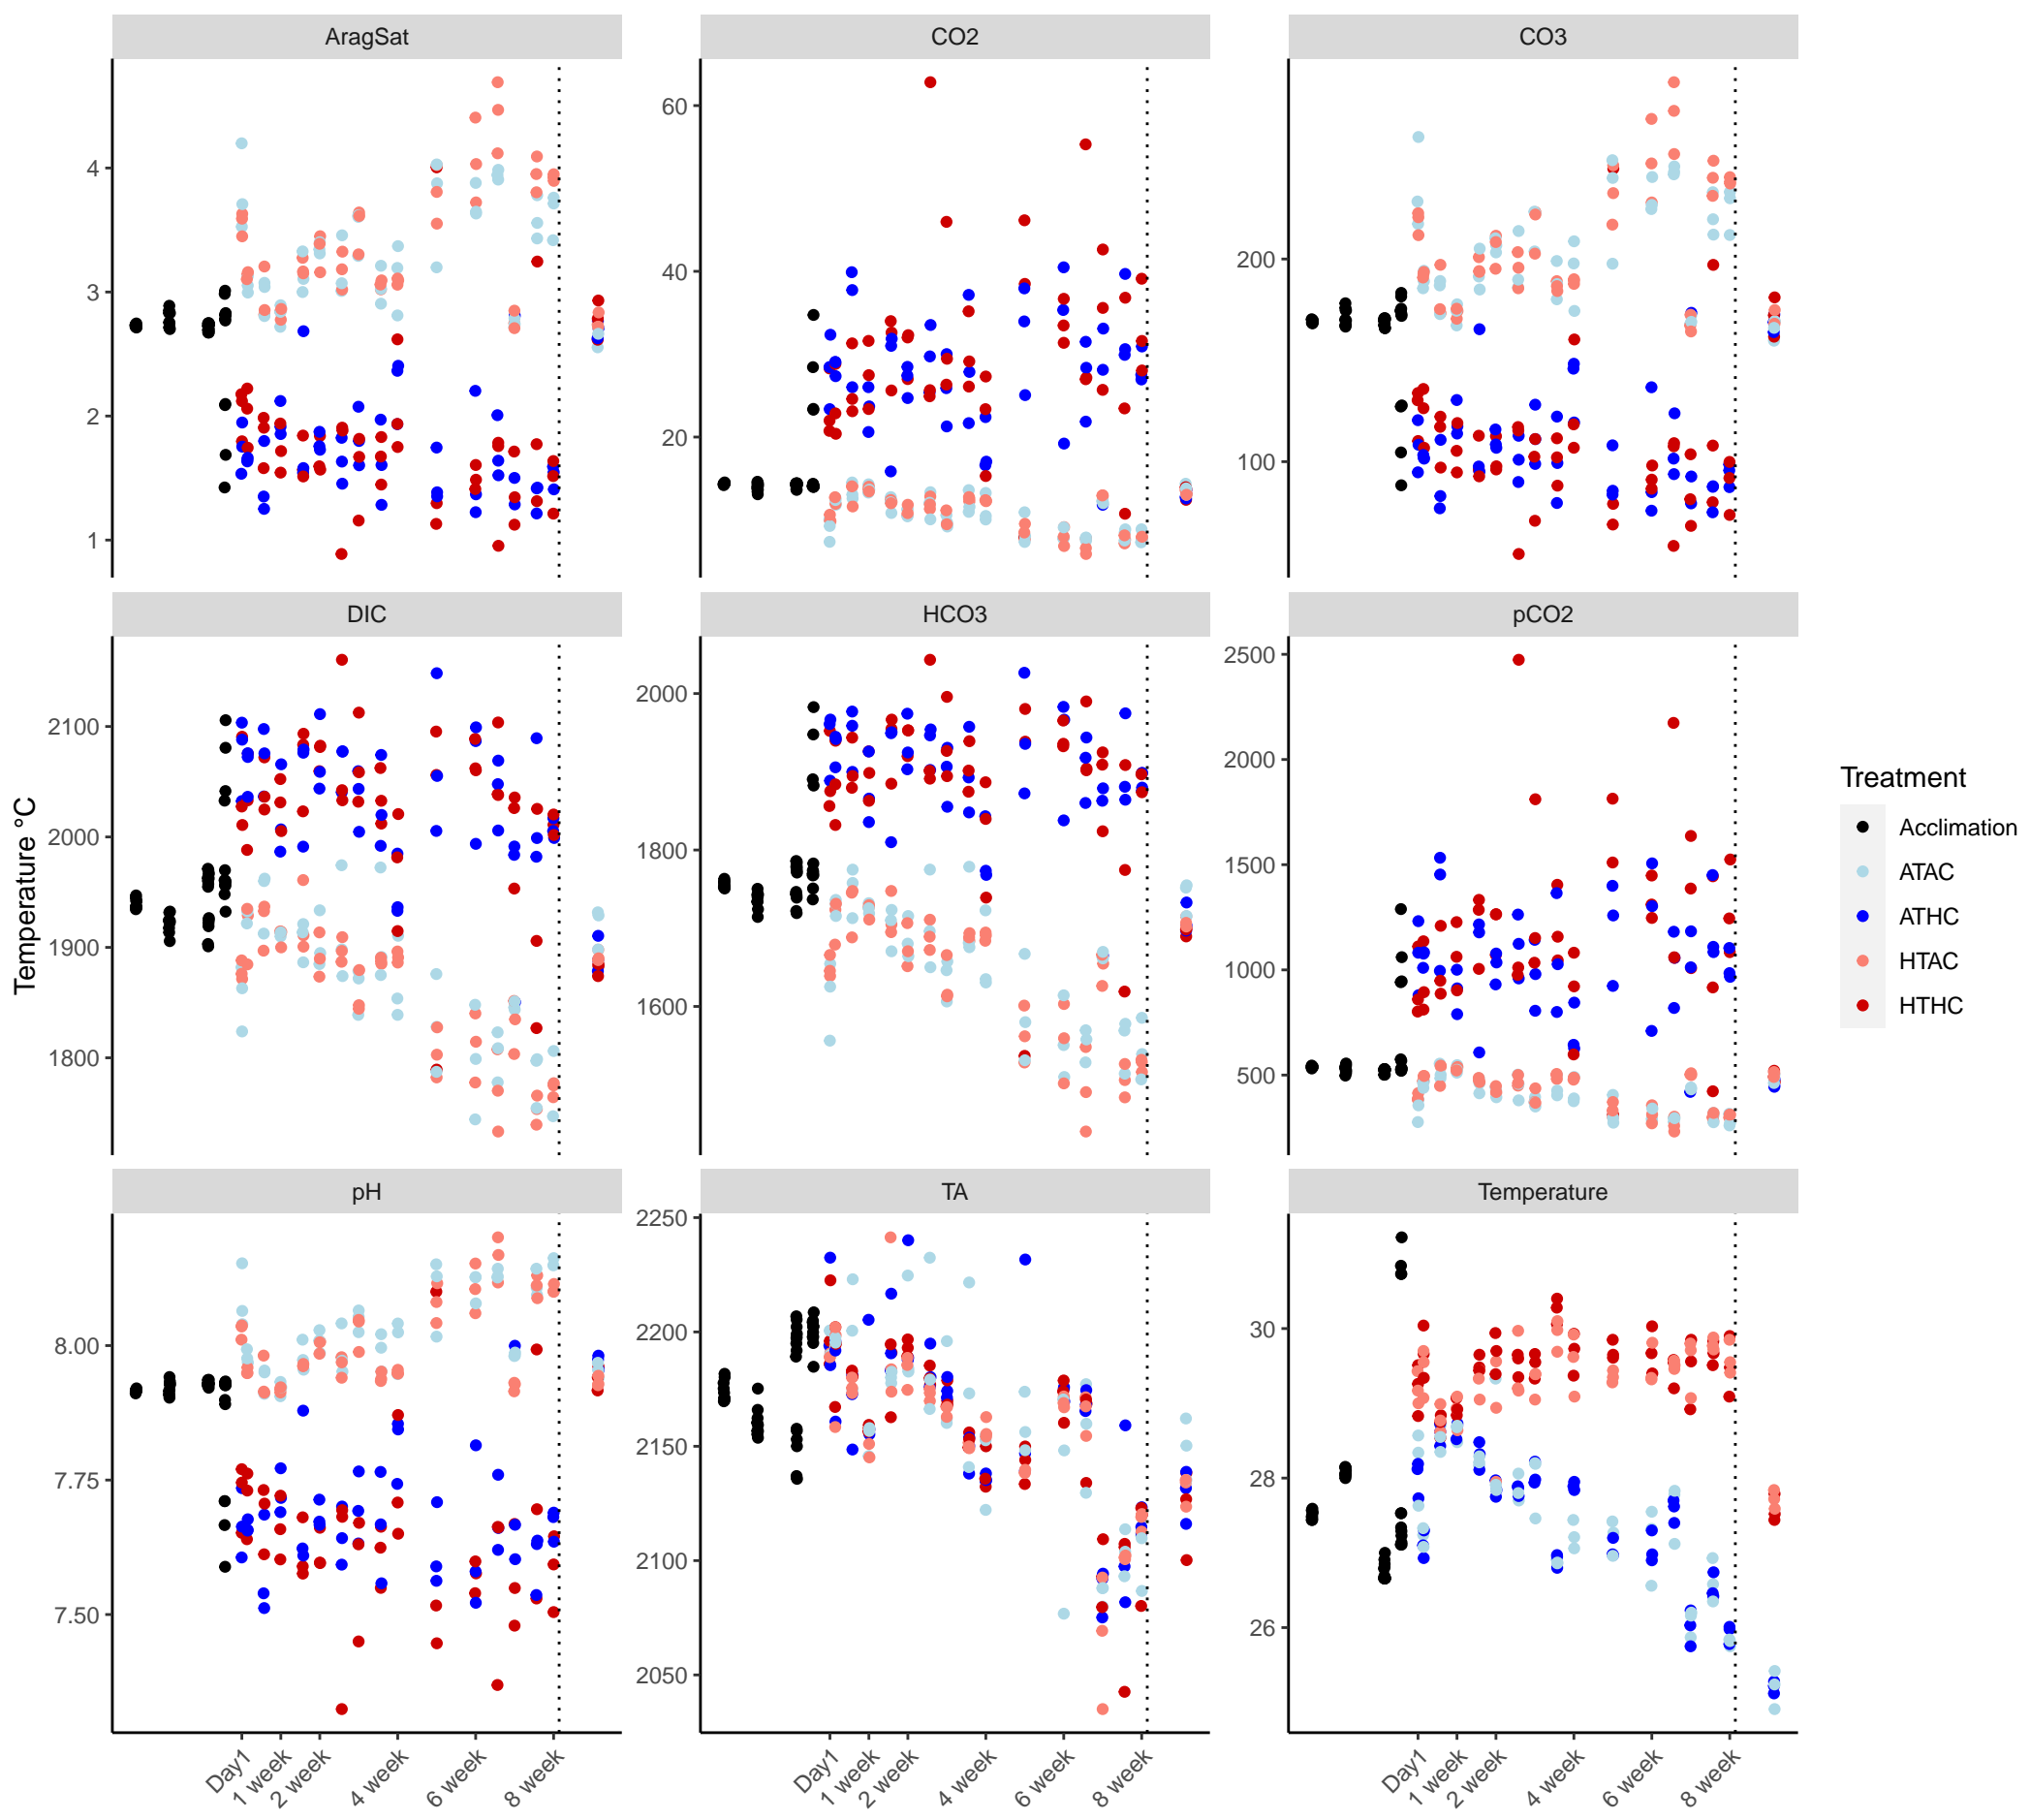 AragSat
CO2
CO3
4
3
2
1
60
40
20
200
100
DIC
HCO3
pCO2
2100
2000
1900
1800
2000
1800
1600
2500
2000
1500
1000
500
Temperature °C
pH
TA
Temperature
8.00
7.75
7.50
2250
2200
2150
2100
2050
30
28
26
Day1
1 week
2 week
4 week
6 week
8 week
Day1
1 week
2 week
4 week
6 week
8 week
Day1
1 week
2 week
4 week
6 week
8 week
Treatment
Acclimation
ATAC
ATHC
HTAC
HTHC